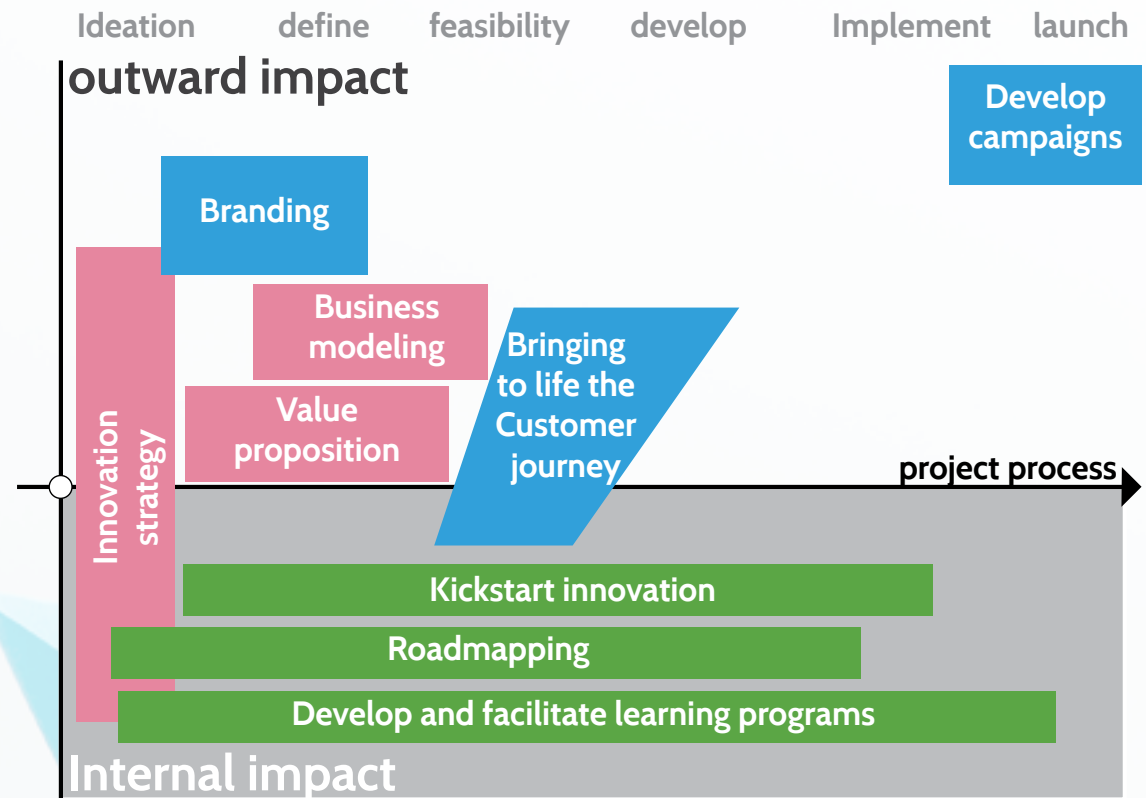 Ideation define feasibility develop Implement launch
outward impact
Develop
campaigns
Branding
Business
modeling
Bringing
to life the
Customer
journey
Value
proposition
Innovation
strategy
project process
Kickstart innovation
Roadmapping
Develop and facilitate learning programs
Internal impact